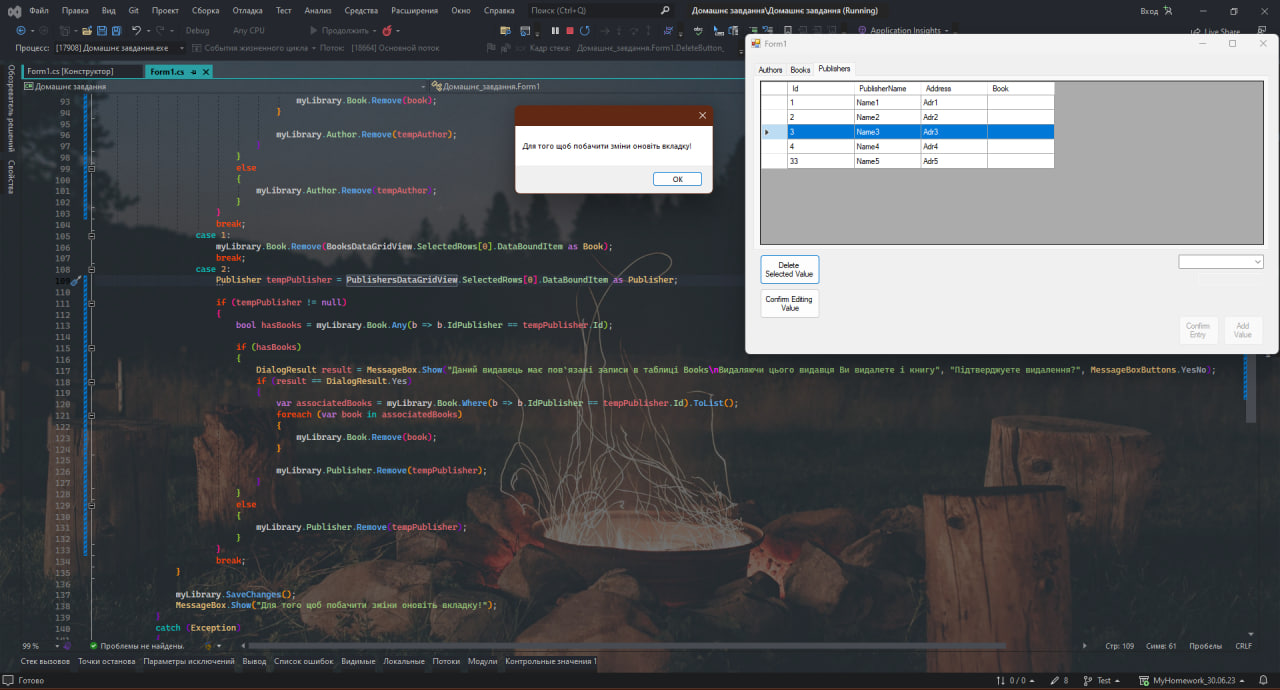 Файл Правка Вид Git Проект Сборка Отладка Тест Анализ Средства Расширения Окно Справка Поиск (Ctrl+Q) Домашнє завдання\Домашнє завдання (Running) Вход
Debug Any CPU Продолжить Application Insights
Процесс: [17908] Домашнє завдання.exe События жизненного цикла Поток: [18664] Основной поток Кадр стека: Домашнє_завдання.Form1.DeleteButton_ Live Share
Обозреватель решений
Свойства
Form1.cs [Конструктор] Form1.cs
Домашнє завдання Домашнє_завдання.Form1
93 myLibrary.Book.Remove(book);
94 }
95
96 myLibrary.Author.Remove(tempAuthor);
97 }
98 }
99 else
100 {
101 myLibrary.Author.Remove(tempAuthor);
102 }
103 }
104 break;
105 case 1:
106 myLibrary.Book.Remove(BooksDataGridView.SelectedRows[0].DataBoundItem as Book);
107 break;
108 case 2:
109 Publisher tempPublisher = PublishersDataGridView.SelectedRows[0].DataBoundItem as Publisher;
110
111 if (tempPublisher != null)
112 {
113 bool hasBooks = myLibrary.Book.Any(b => b.IdPublisher == tempPublisher.Id);
114
115 if (hasBooks)
116 {
117 DialogResult result = MessageBox.Show("Даний видавець має пов'язані записи в таблиці Books\nВидаляючи цього видавця Ви видалете і книгу", "Підтверджуете видалення?", MessageBoxButtons.YesNo);
118 if (result == DialogResult.Yes)
119 {
120 var associatedBooks = myLibrary.Book.Where(b => b.IdPublisher == tempPublisher.Id).ToList();
121 foreach (var book in associatedBooks)
122 {
123 myLibrary.Book.Remove(book);
124 }
125
126 myLibrary.Publisher.Remove(tempPublisher);
127 }
128 }
129 else
130 {
131 myLibrary.Publisher.Remove(tempPublisher);
132 }
133 }
134 break;
135 }
136
137 myLibrary.SaveChanges();
138 MessageBox.Show("Для того щоб побачити зміни оновіть вкладку!");
139 }
140 catch (Exception)
Для того щоб побачити зміни оновіть вкладку!
OK
Form1
Authors Books Publishers
Id PublisherName Address Book
1 Name1 Adr1
2 Name2 Adr2
3 Name3 Adr3
4 Name4 Adr4
33 Name5 Adr5
Delete
Selected Value
Confirm Editing
Value
Confirm
Entry
Add
Value
99 % Проблемы не найдены. Стр: 109 Симв: 61 Пробелы CRLF
Стек вызовов Точки останова Параметры исключений Вывод Список ошибок Видимые Локальные Потоки Модули Контрольные значения 1
Готово 0 / 0 8 Test MyHomework_30.06.23